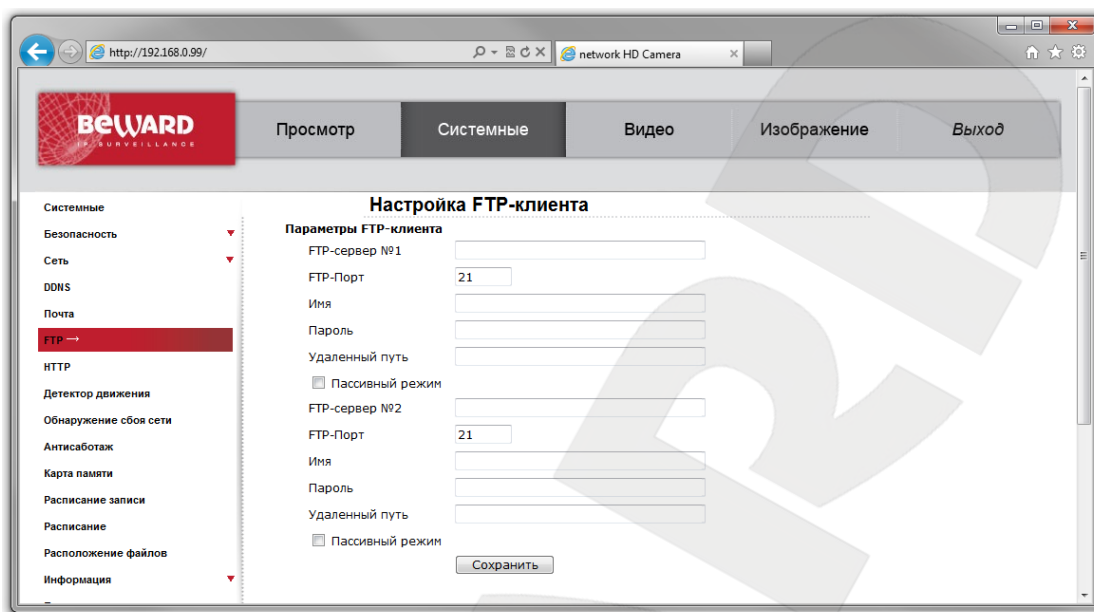 http://192.168.0.99/
network HD Camera
BEWARD
IP SURVEILLANCE
Просмотр
Системные
Видео
Изображение
Выход
Системные
Безопасность
Сеть
DDNS
Почта
FTP →
HTTP
Детектор движения
Обнаружение сбоя сети
Антисаботаж
Карта памяти
Расписание записи
Расписание
Расположение файлов
Информация
Настройка FTP-клиента
Параметры FTP-клиента
FTP-сервер №1
FTP-Порт 21
Имя
Пароль
Удаленный путь
Пассивный режим
FTP-сервер №2
FTP-Порт 21
Имя
Пароль
Удаленный путь
Пассивный режим
Сохранить